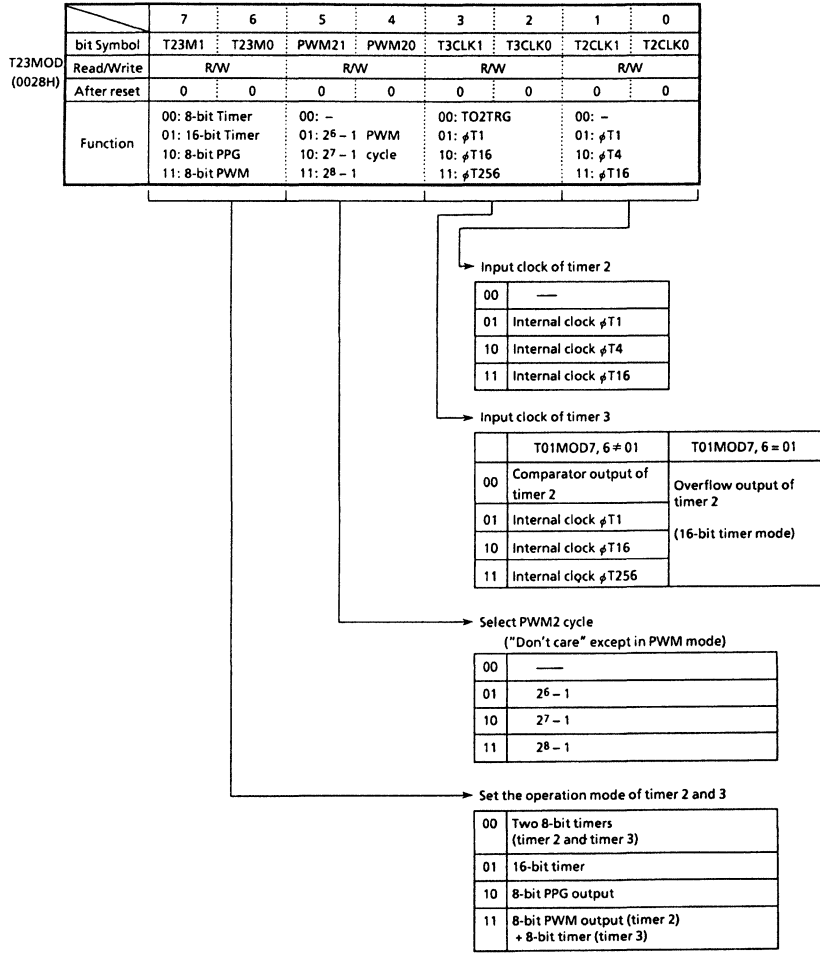 7 6 5 4 3 2 1 0
bit Symbol T23M1 T23M0 PWM21 PWM20 T3CLK1 T3CLK0 T2CLK1 T2CLK0
T23MOD
(0028H)
Read/Write R/W R/W R/W R/W
After reset 0 0 0 0 0 0 0 0
Function
00: 8-bit Timer 00: – 00: TO2TRG 00: –
01: 16-bit Timer 01: 2⁶ – 1 PWM 01: φT1 01: φT1
10: 8-bit PPG 10: 2⁷ – 1 cycle 10: φT16 10: φT4
11: 8-bit PWM 11: 2⁸ – 1 11: φT256 11: φT16
Input clock of timer 2
00 —
01 Internal clock φT1
10 Internal clock φT4
11 Internal clock φT16
Input clock of timer 3
T01MOD7, 6 ≠ 01 T01MOD7, 6 = 01
00 Comparator output of
timer 2
01 Internal clock φT1
10 Internal clock φT16
11 Internal clock φT256
Overflow output of
timer 2
(16-bit timer mode)
Select PWM2 cycle
("Don't care" except in PWM mode)
00 —
01 2⁶ – 1
10 2⁷ – 1
11 2⁸ – 1
Set the operation mode of timer 2 and 3
00 Two 8-bit timers
(timer 2 and timer 3)
01 16-bit timer
10 8-bit PPG output
11 8-bit PWM output (timer 2)
+ 8-bit timer (timer 3)